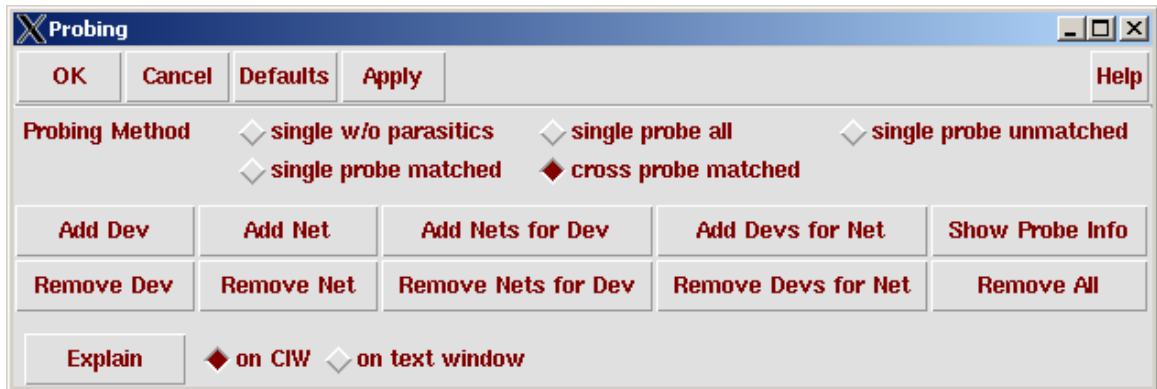 Probing
OK Cancel Defaults Apply Help
Probing Method single w/o parasitics single probe all single probe unmatched
single probe matched cross probe matched
Add Dev Add Net Add Nets for Dev Add Devs for Net Show Probe Info
Remove Dev Remove Net Remove Nets for Dev Remove Devs for Net Remove All
Explain on CIW on text window